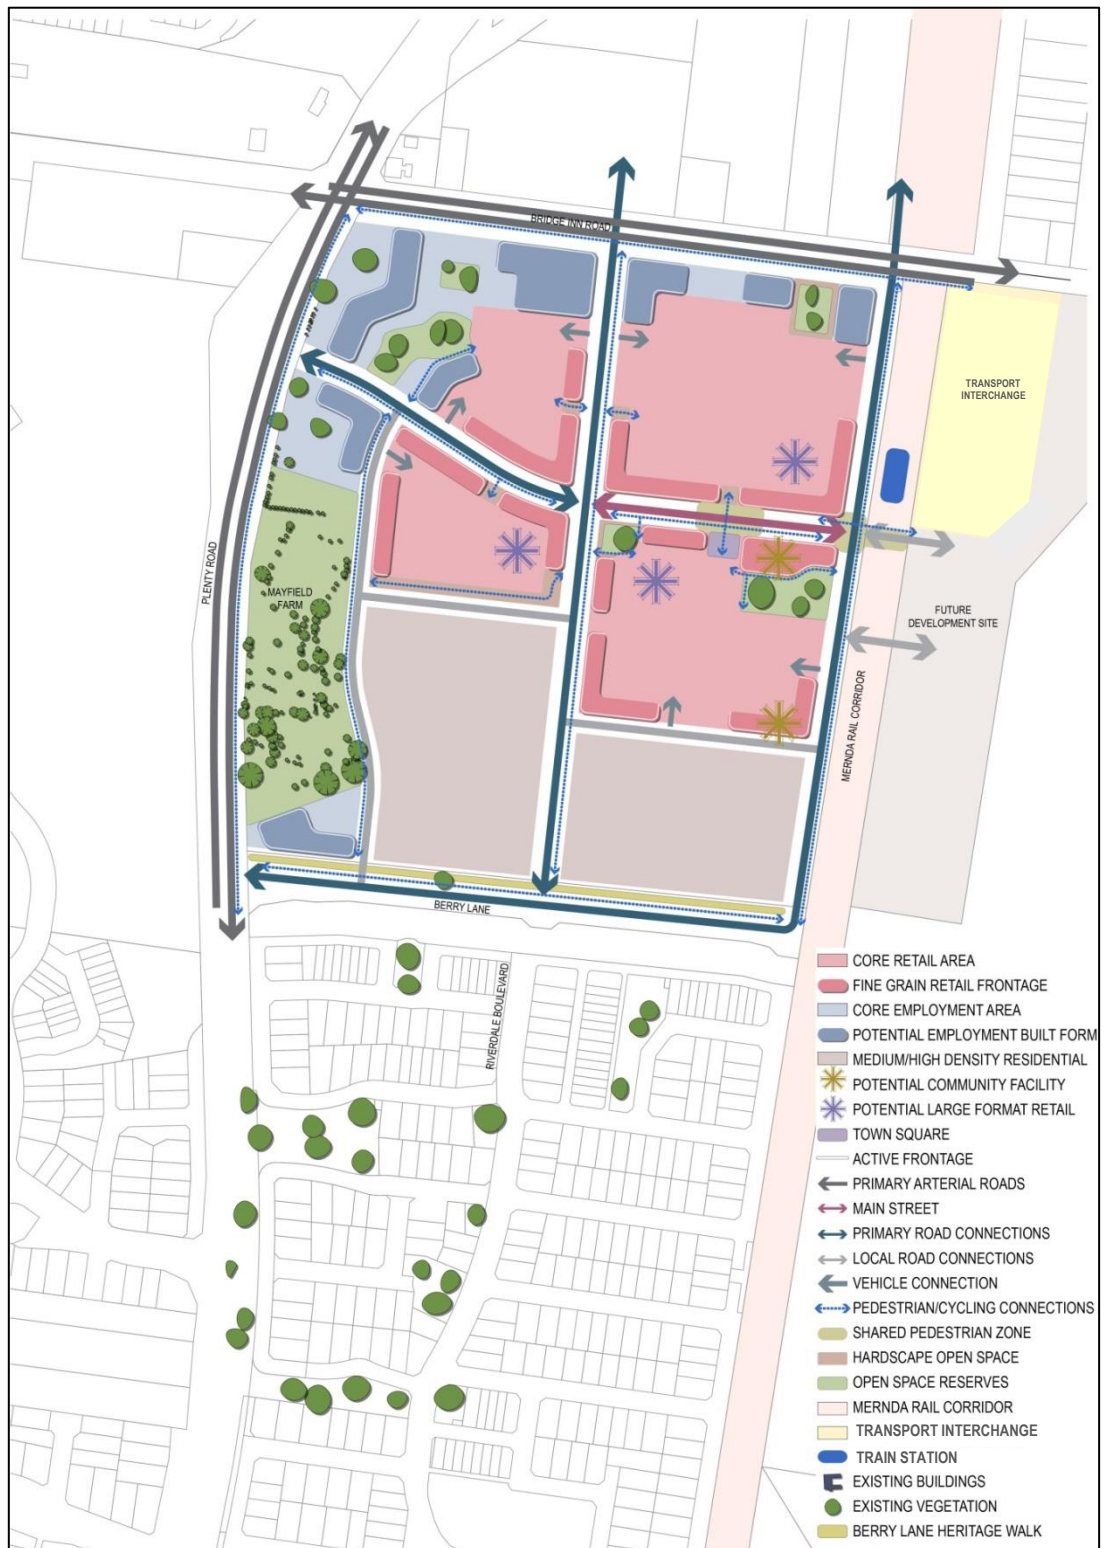 BRIDGE INN ROAD
TRANSPORT
INTERCHANGE
PLENTY ROAD
MAYFIELD
FARM
FUTURE
DEVELOPMENT SITE
MERNDA RAIL CORRIDOR
BERRY LANE
RIVERDALE BOULEVARD
CORE RETAIL AREA
FINE GRAIN RETAIL FRONTAGE
CORE EMPLOYMENT AREA
POTENTIAL EMPLOYMENT BUILT FORM
MEDIUM/HIGH DENSITY RESIDENTIAL
POTENTIAL COMMUNITY FACILITY
POTENTIAL LARGE FORMAT RETAIL
TOWN SQUARE
ACTIVE FRONTAGE
PRIMARY ARTERIAL ROADS
MAIN STREET
PRIMARY ROAD CONNECTIONS
LOCAL ROAD CONNECTIONS
VEHICLE CONNECTION
PEDESTRIAN/CYCLING CONNECTIONS
SHARED PEDESTRIAN ZONE
HARDSCAPE OPEN SPACE
OPEN SPACE RESERVES
MERNDA RAIL CORRIDOR
TRANSPORT INTERCHANGE
TRAIN STATION
EXISTING BUILDINGS
EXISTING VEGETATION
BERRY LANE HERITAGE WALK